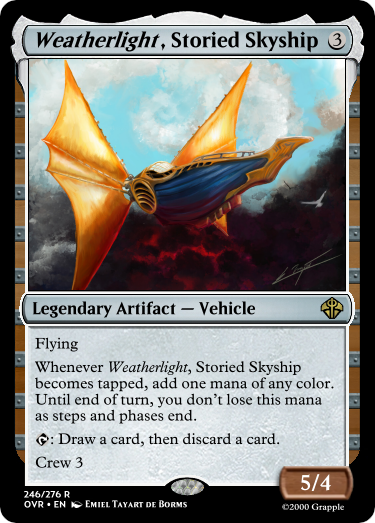 Weatherlight, Storied Skyship 3
Legendary Artifact — Vehicle
Flying
Whenever Weatherlight, Storied Skyship
becomes tapped, add one mana of any color.
Until end of turn, you don't lose this mana
as steps and phases end.
: Draw a card, then discard a card.
Crew 3
5/4
246/276 R
OVR • EN Emiel Tayart de Borms
©2000 Grapple